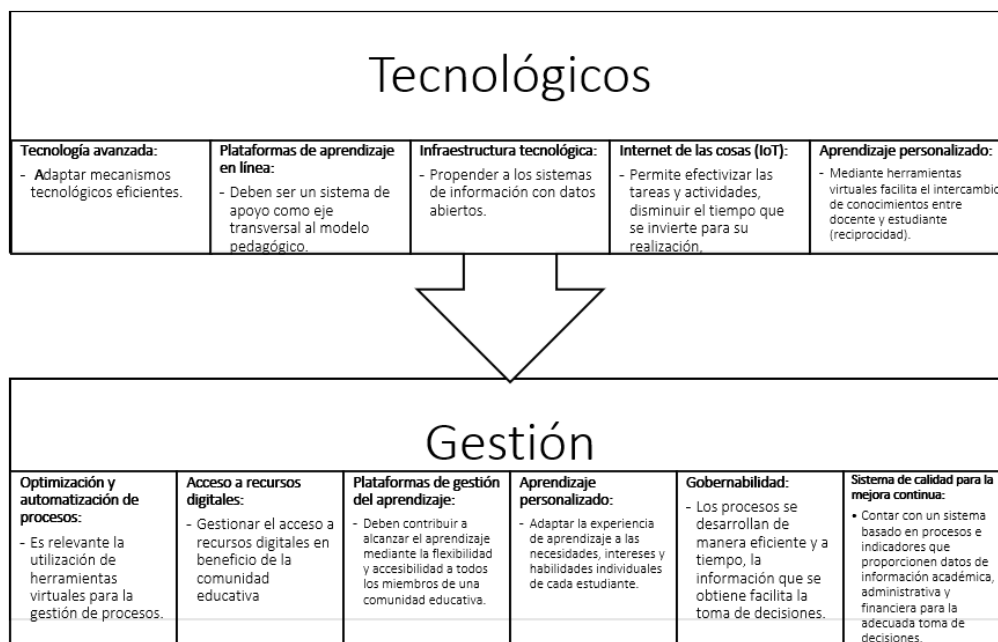 Tecnológicos
Tecnología avanzada:
- Adaptar mecanismos
tecnológicos eficientes.
Plataformas de aprendizaje
en línea:
- Deben ser un sistema de
apoyo como eje
transversal al modelo
pedagógico.
Infraestructura tecnológica:
- Propender a los sistemas
de información con datos
abiertos.
Internet de las cosas (IoT):
- Permite efectivizar las
tareas y actividades,
disminuir el tiempo que
se invierte para su
realización.
Aprendizaje personalizado:
- Mediante herramientas
virtuales facilita el intercambio
de conocimientos entre
docente y estudiante
(reciprocidad).
Gestión
Optimización y
automatización de
procesos:
- Es relevante la
utilización de
herramientas
virtuales para la
gestión de procesos.
Acceso a recursos
digitales:
- Gestionar el acceso a
recursos digitales en
beneficio de la
comunidad
educativa
Plataformas de gestión
del aprendizaje:
- Deben contribuir a
alcanzar el aprendizaje
mediante la flexibilidad
y accesibilidad a todos
los miembros de una
comunidad educativa.
Aprendizaje
personalizado:
- Adaptar la experiencia
de aprendizaje a las
necesidades, intereses y
habilidades individuales
de cada estudiante.
Gobernabilidad:
- Los procesos se
desarrollan de
manera eficiente y a
tiempo, la
información que se
obtiene facilita la
toma de decisiones.
Sistema de calidad para la
mejora continua:
• Contar con un sistema
basado en procesos e
indicadores que
proporcionen datos de
información académica,
administrativa y
financiera para la
adecuada toma de
decisiones.